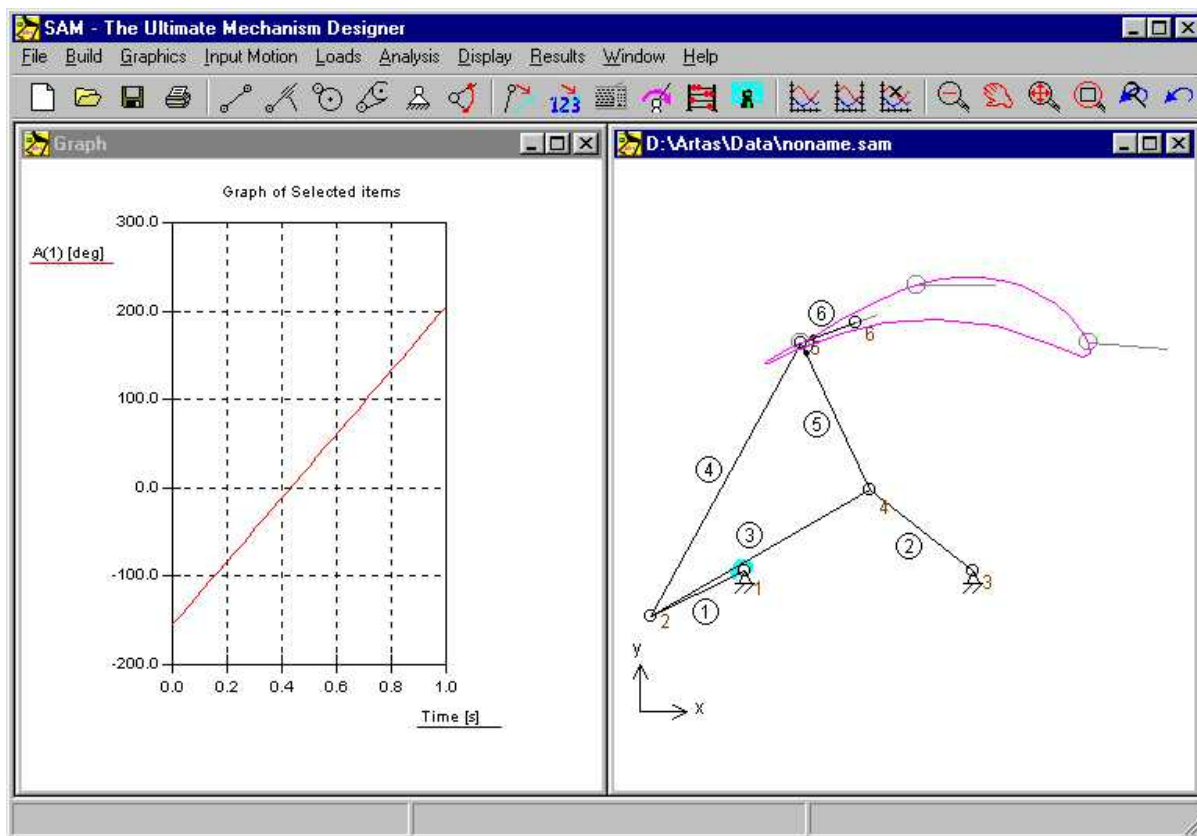 SAM - The Ultimate Mechanism Designer
File Build Graphics Input Motion Loads Analysis Display Results Window Help
123
Graph
Graph of Selected items
A(1) [deg]
300.0
200.0
100.0
0.0
-100.0
-200.0
0.0 0.2 0.4 0.6 0.8 1.0
Time [s]
D:\Artas\Data\noname.sam
6
6
5
5
4
4
3
2
1
1
3
2
y
x